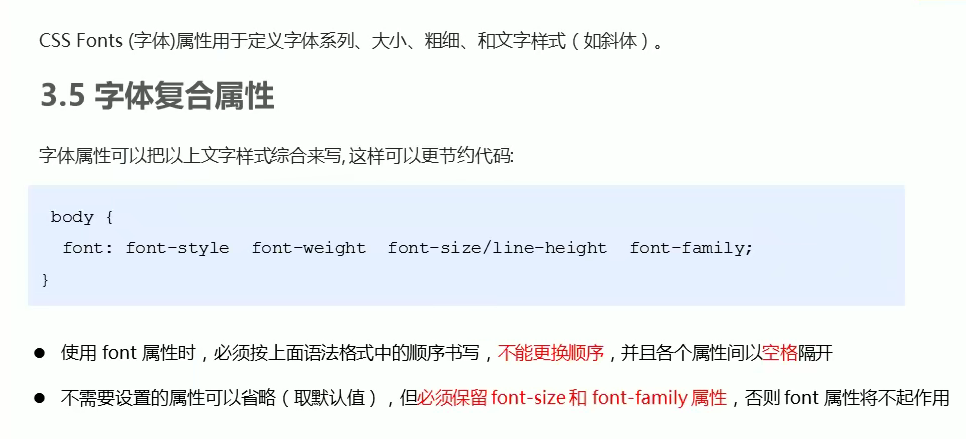 CSS Fonts (字体)属性用于定义字体系列、大小、粗细、和文字样式（如斜体）。
3.5 字体复合属性
字体属性可以把以上文字样式综合来写, 这样可以更节约代码:
body {
font: font-style font-weight font-size/line-height font-family;
}
● 使用 font 属性时，必须按上面语法格式中的顺序书写，不能更换顺序，并且各个属性间以空格隔开
● 不需要设置的属性可以省略（取默认值），但必须保留 font-size 和 font-family 属性，否则 font 属性将不起作用